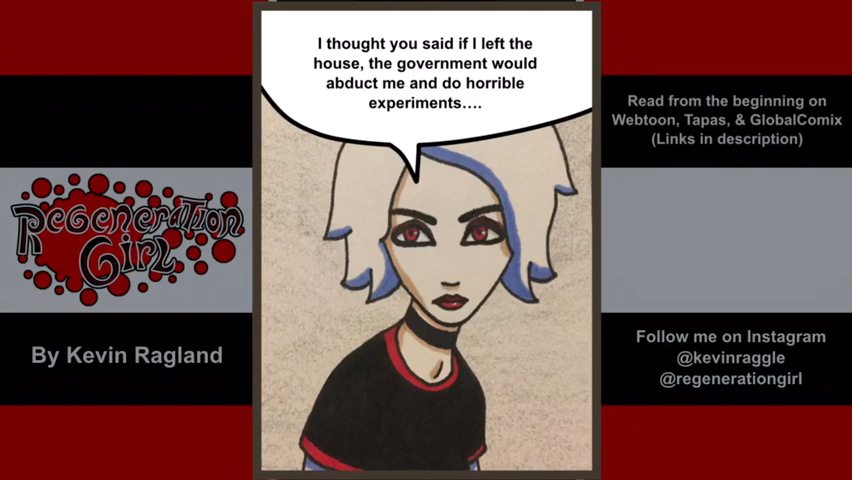 I thought you said if I left the
house, the government would
abduct me and do horrible
experiments....
Read from the beginning on
Webtoon, Tapas, & GlobalComix
(Links in description)
Regeneration
Girl
By Kevin Ragland
Follow me on Instagram
@kevinraggle
@regenerationgirl